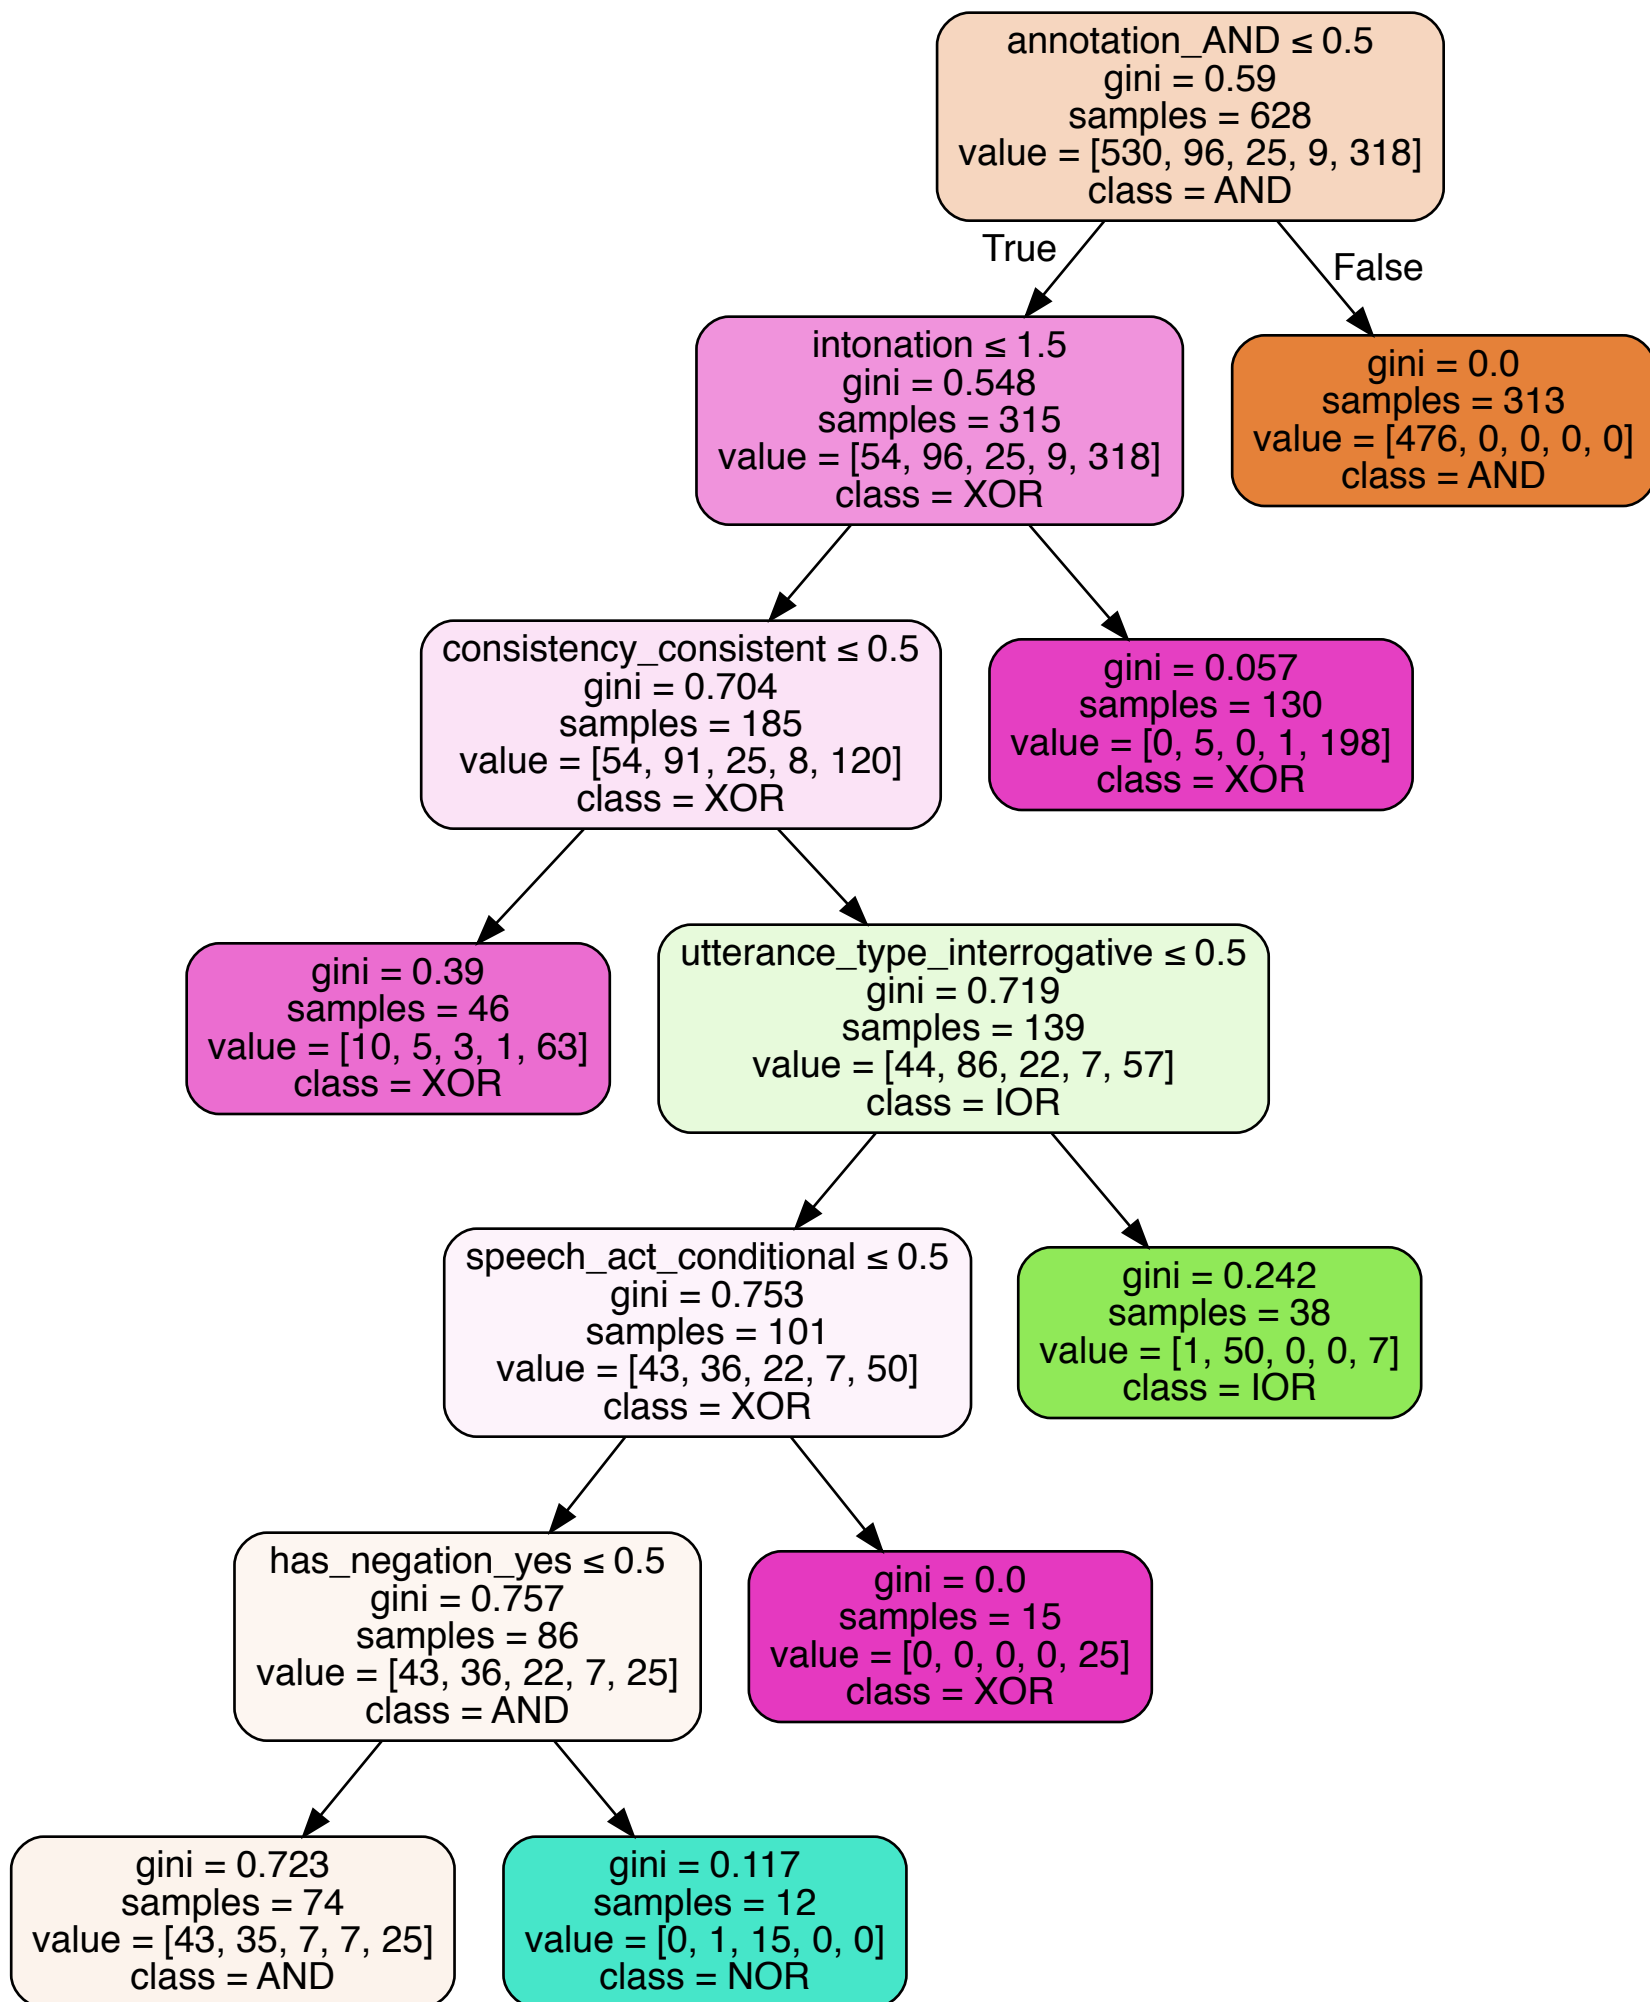 annotation_AND ≤ 0.5
gini = 0.59
samples = 628
value = [530, 96, 25, 9, 318]
class = AND
True
False
intonation ≤ 1.5
gini = 0.548
samples = 315
value = [54, 96, 25, 9, 318]
class = XOR
gini = 0.0
samples = 313
value = [476, 0, 0, 0, 0]
class = AND
consistency_consistent ≤ 0.5
gini = 0.704
samples = 185
value = [54, 91, 25, 8, 120]
class = XOR
gini = 0.057
samples = 130
value = [0, 5, 0, 1, 198]
class = XOR
gini = 0.39
samples = 46
value = [10, 5, 3, 1, 63]
class = XOR
utterance_type_interrogative ≤ 0.5
gini = 0.719
samples = 139
value = [44, 86, 22, 7, 57]
class = IOR
speech_act_conditional ≤ 0.5
gini = 0.753
samples = 101
value = [43, 36, 22, 7, 50]
class = XOR
gini = 0.242
samples = 38
value = [1, 50, 0, 0, 7]
class = IOR
has_negation_yes ≤ 0.5
gini = 0.757
samples = 86
value = [43, 36, 22, 7, 25]
class = AND
gini = 0.0
samples = 15
value = [0, 0, 0, 0, 25]
class = XOR
gini = 0.723
samples = 74
value = [43, 35, 7, 7, 25]
class = AND
gini = 0.117
samples = 12
value = [0, 1, 15, 0, 0]
class = NOR